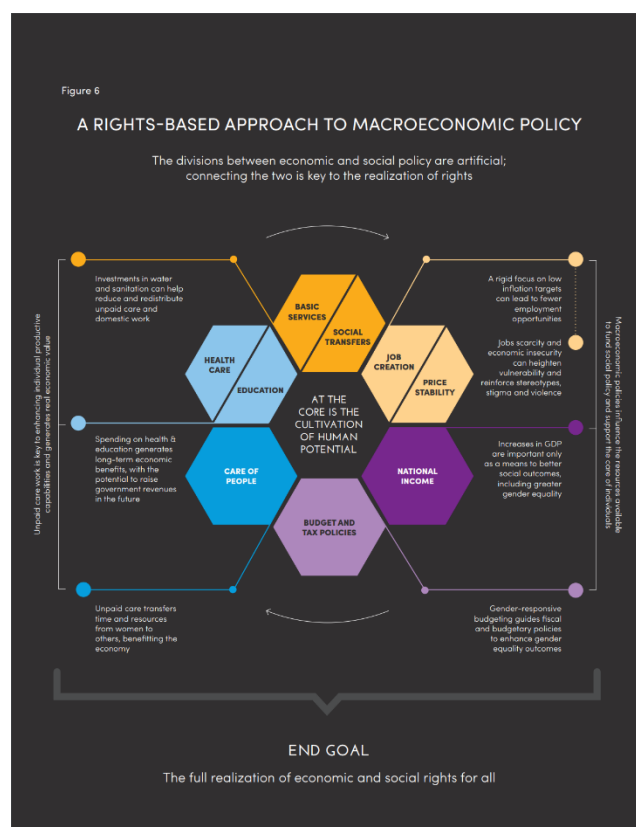 Figure 6
A RIGHTS-BASED APPROACH TO MACROECONOMIC POLICY
The divisions between economic and social policy are artificial;
connecting the two is key to the realization of rights
Unpaid care work is key to enhancing individual productive
capabilities and generates real economic value
Investments in water
and sanitation can help
reduce and redistribute
unpaid care and
domestic work
Spending on health &
education generates
long-term economic
benefits, with the
potential to raise
government revenues
in the future
Unpaid care transfers
time and resources
from women to
others, benefitting the
economy
BASIC
SERVICES
SOCIAL
TRANSFERS
HEALTH
CARE
EDUCATION
JOB
CREATION
PRICE
STABILITY
AT THE
CORE IS THE
CULTIVATION
OF HUMAN
POTENTIAL
CARE OF
PEOPLE
NATIONAL
INCOME
BUDGET AND
TAX POLICIES
A rigid focus on low
inflation targets
can lead to fewer
employment
opportunities
Jobs scarcity and
economic insecurity
can heighten
vulnerability and
reinforce stereotypes,
stigma and violence
Increases in GDP
are important only
as a means to better
social outcomes,
including greater
gender equality
Gender-responsive
budgeting guides fiscal
and budgetary policies
to enhance gender
equality outcomes
Macroeconomic policies influence the resources available
to fund social policy and support the care of individuals
END GOAL
The full realization of economic and social rights for all